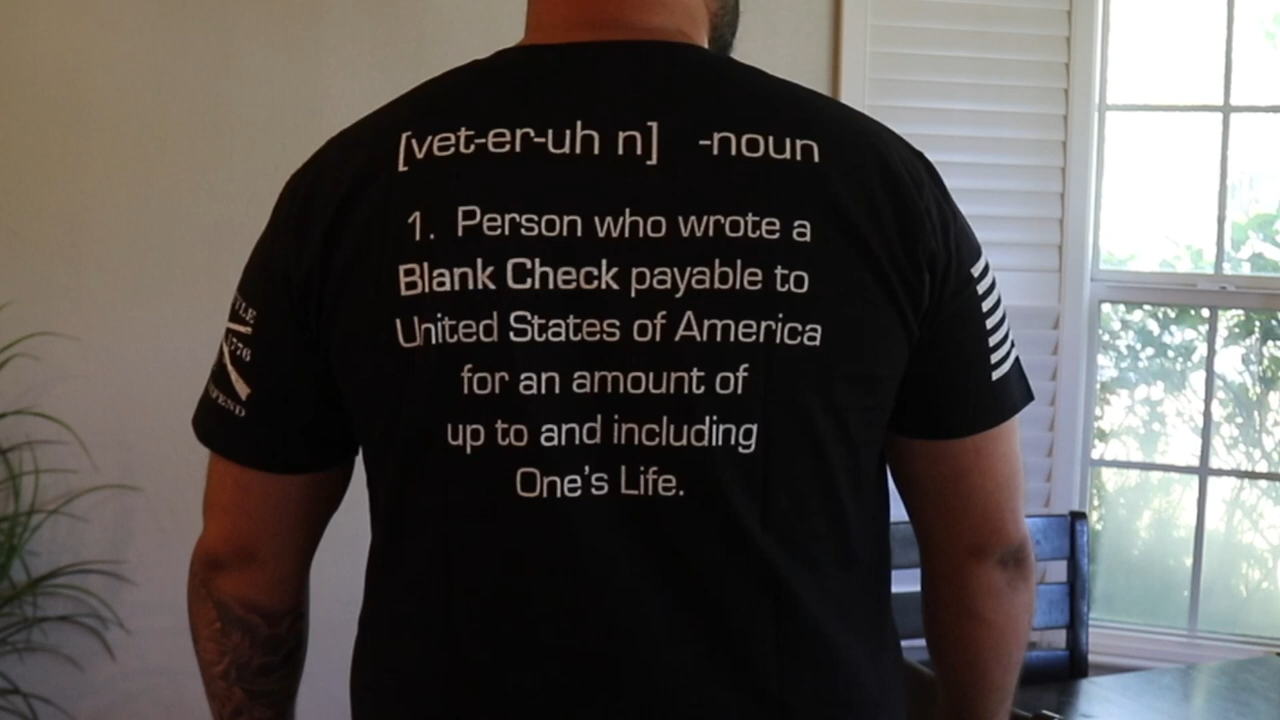 [vet-er-uh n] -noun
1. Person who wrote a
Blank Check payable to
United States of America
for an amount of
up to and including
One's Life.
1776